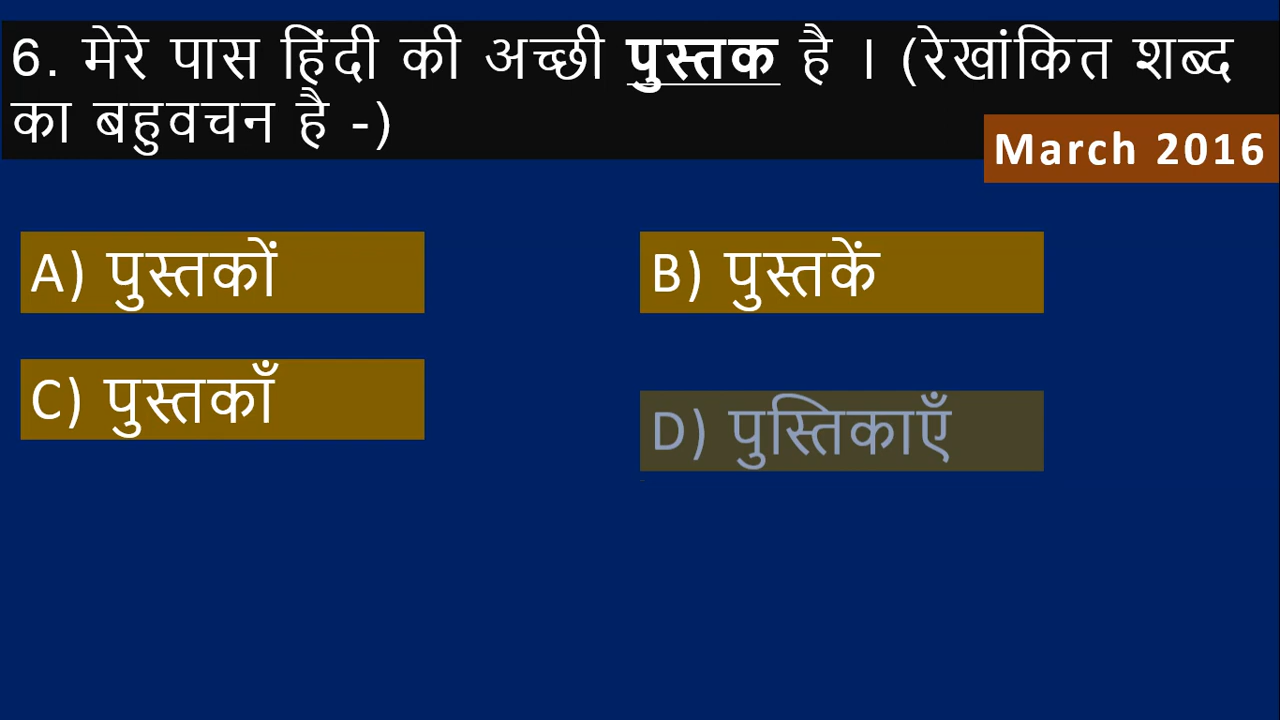 6. मेरे पास हिंदी की अच्छी पुस्तक है । (रेखांकित शब्द
का बहुवचन है -)
March 2016
A) पुस्तकों
B) पुस्तकें
C) पुस्तकाँ
D) पुस्तिकाएँ